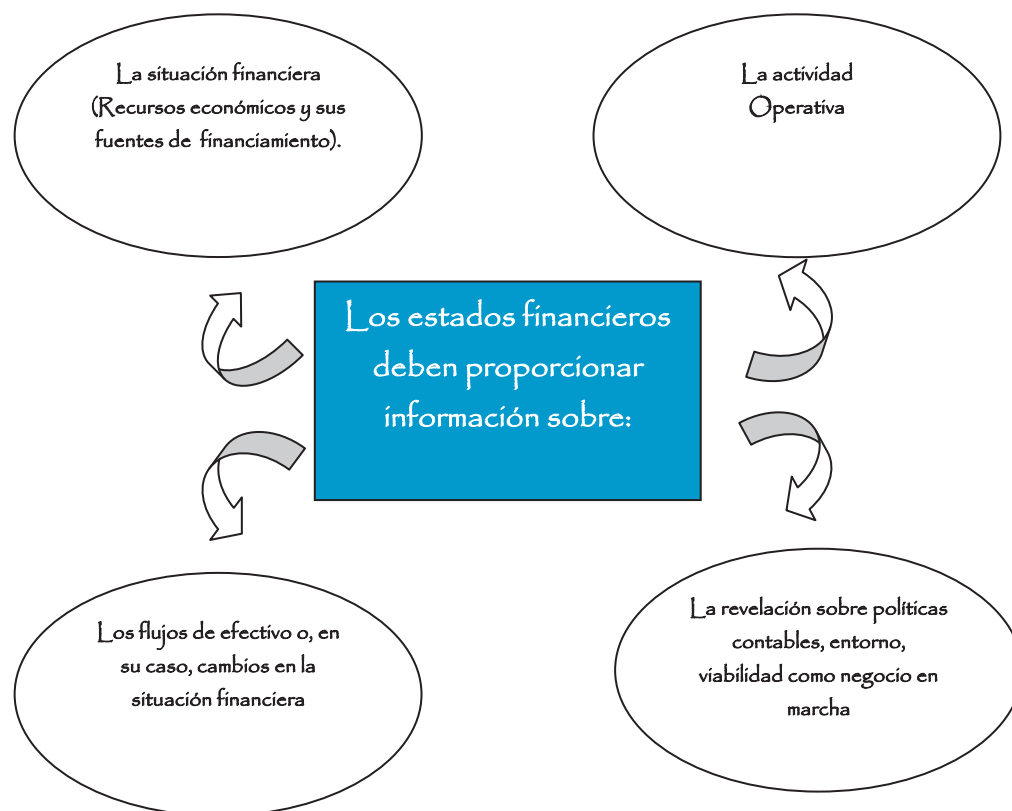 La situación financiera
(Recursos económicos y sus
fuentes de financiamiento).
La actividad
Operativa
Los estados financieros
deben proporcionar
información sobre:
Los flujos de efectivo o, en
su caso, cambios en la
situación financiera
La revelación sobre políticas
contables, entorno,
viabilidad como negocio en
marcha